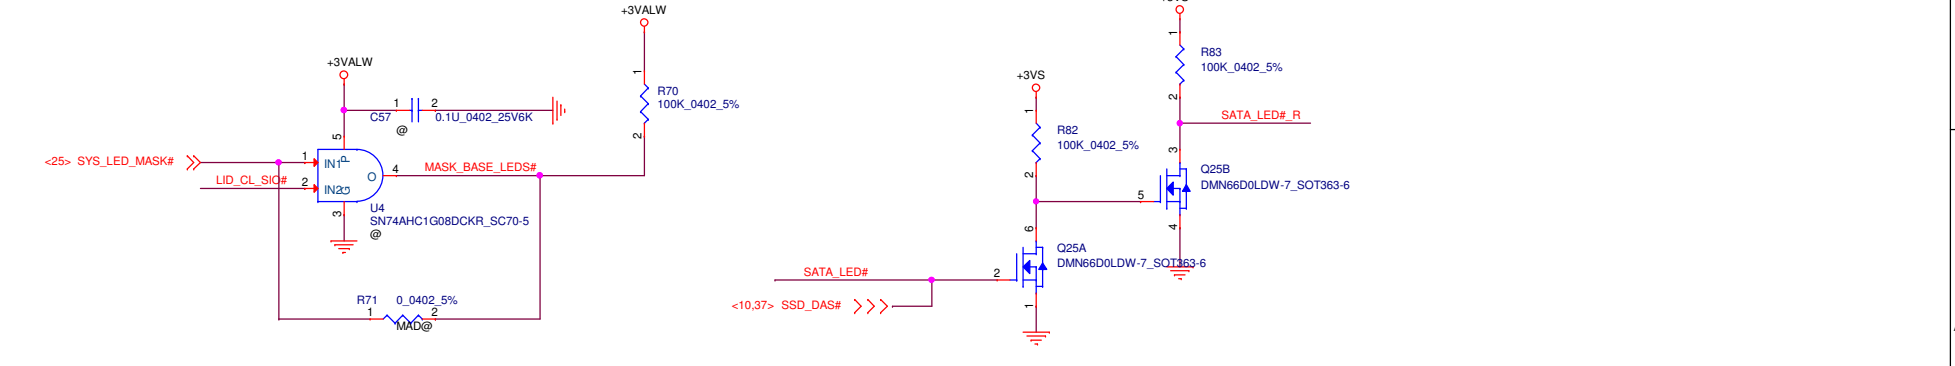 +3VALW
+3VALW
1
R70
100K_0402_5%
2
1
2
C57
0.1U_0402_25V6K
@
5
<25> SYS_LED_MASK#
1
IN1
P
LID_CL_SIO#
2
IN2
G
O
4
MASK_BASE_LEDS#
3
U4
SN74AHC1G08DCKR_SC70-5
@
R71
0_0402_5%
1
2
MAD@
1
R83
100K_0402_5%
2
SATA_LED#_R
+3VS
1
R82
100K_0402_5%
2
3
Q25B
DMN66D0LDW-7_SOT363-6
5
4
6
Q25A
DMN66D0LDW-7_SOT363-6
SATA_LED#
2
<10,37> SSD_DAS#
1